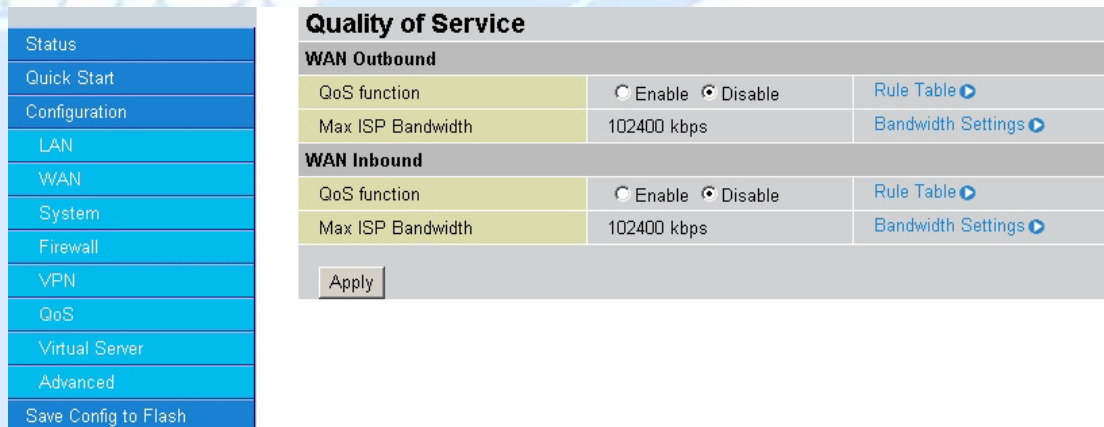 Status
Quick Start
Configuration
LAN
WAN
System
Firewall
VPN
QoS
Virtual Server
Advanced
Save Config to Flash
Quality of Service
WAN Outbound
QoS function Enable Disable Rule Table
Max ISP Bandwidth 102400 kbps Bandwidth Settings
WAN Inbound
QoS function Enable Disable Rule Table
Max ISP Bandwidth 102400 kbps Bandwidth Settings
Apply